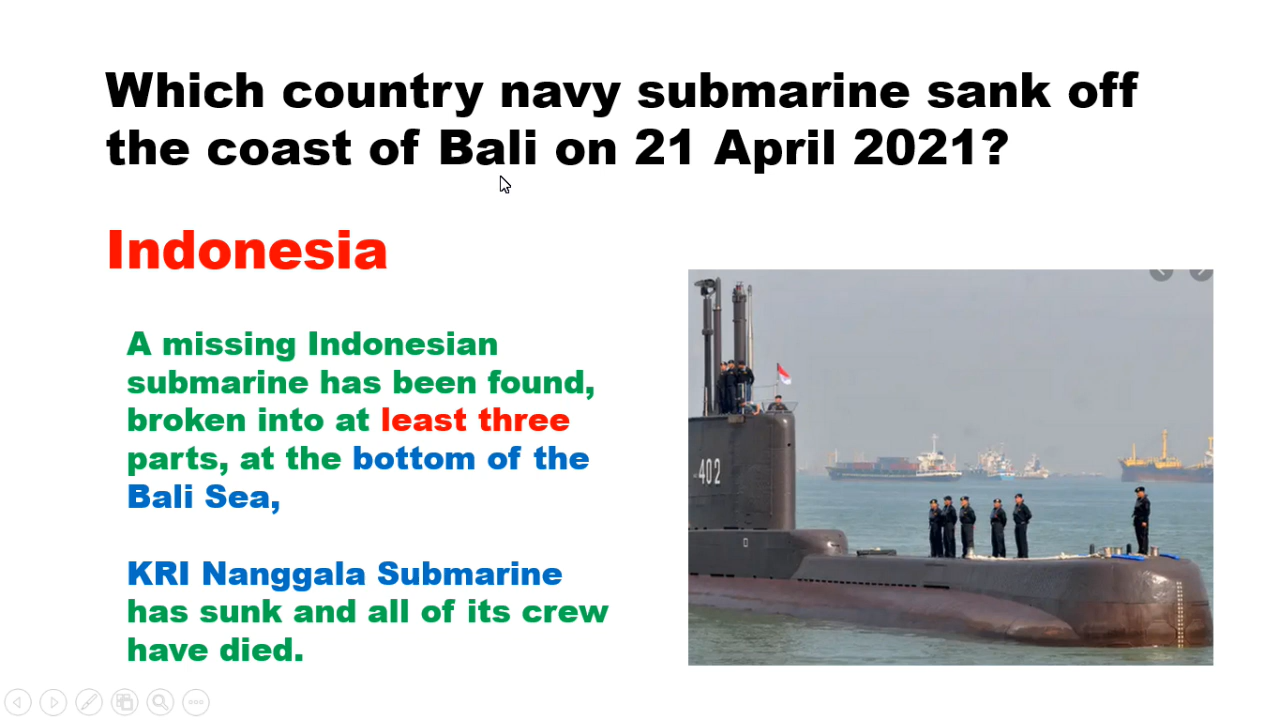 Which country navy submarine sank off
the coast of Bali on 21 April 2021?
Indonesia
A missing Indonesian
submarine has been found,
broken into at least three
parts, at the bottom of the
Bali Sea,
402
KRI Nanggala Submarine
has sunk and all of its crew
have died.